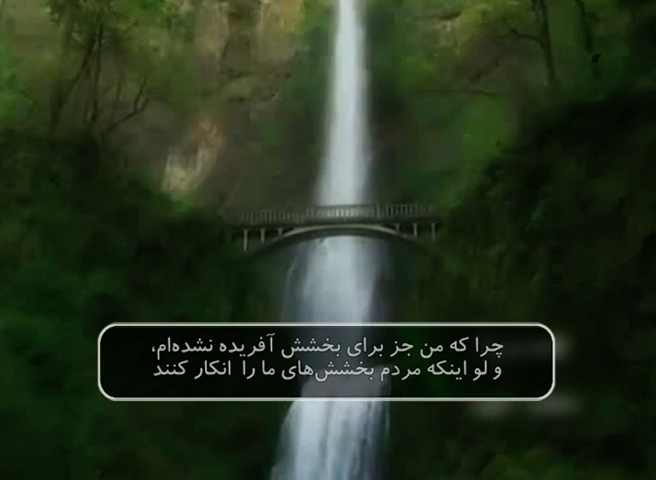 چرا که من جز برای بخشش آفریده نشده‌ام،
و لو اینکه مردم بخشش‌های ما را انکار کنند